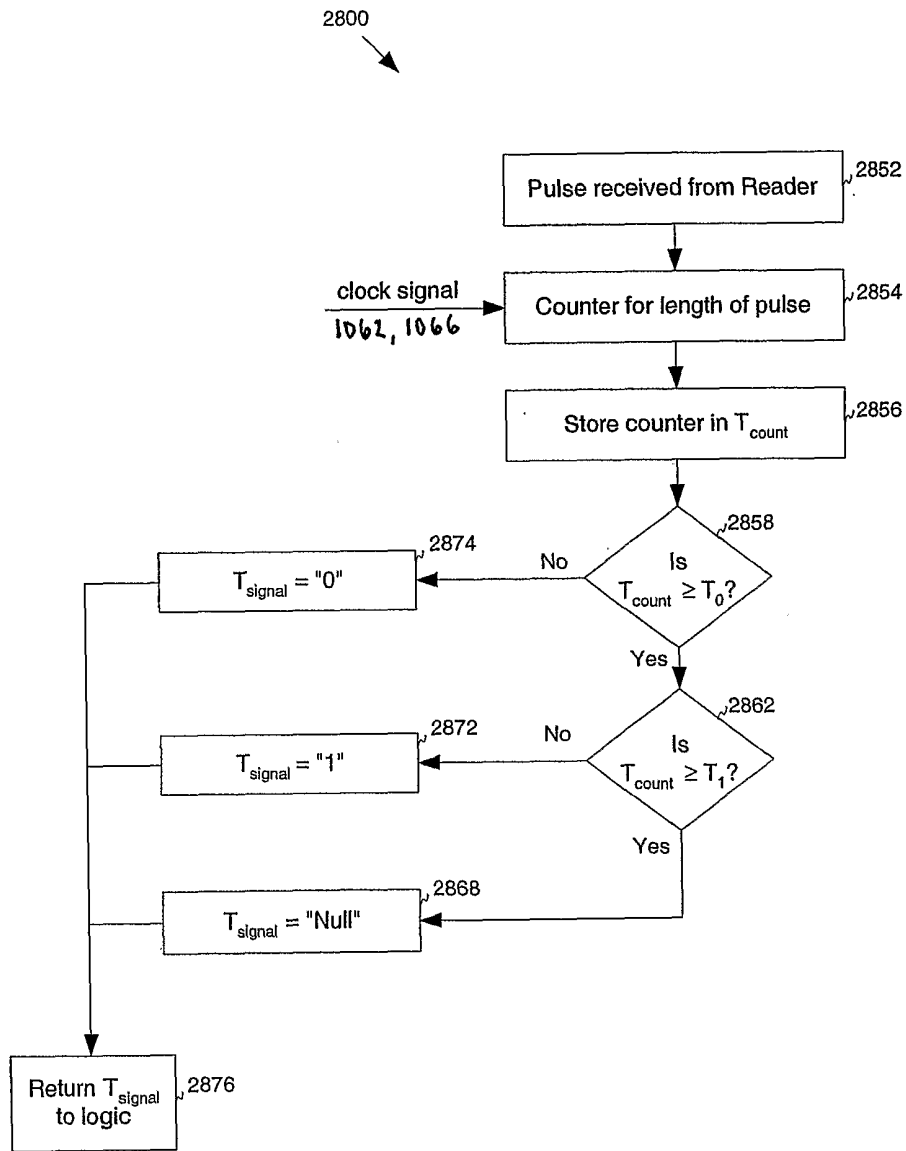 2800
Pulse received from Reader
2852
clock signal
1062, 1066
Counter for length of pulse
2854
Store counter in T_count
2856
2858
Is
T_count ≥ T_0?
No
Yes
2874
T_signal = "0"
2862
Is
T_count ≥ T_1?
No
Yes
2872
T_signal = "1"
2868
T_signal = "Null"
Return T_signal
to logic
2876